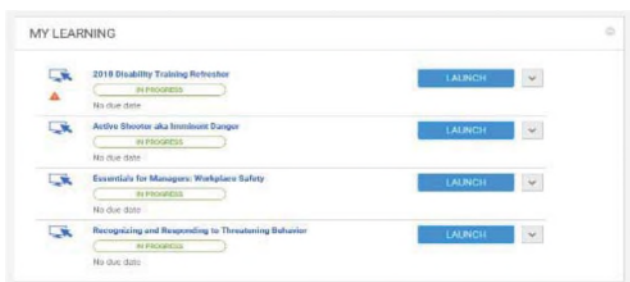 MY LEARNING
2018 Disability Training Refresher
LAUNCH
IN PROGRESS
No due date
Active Shooter aka Imminent Danger
LAUNCH
IN PROGRESS
No due date
Essentials for Managers: Workplace Safety
LAUNCH
IN PROGRESS
No due date
Recognizing and Responding to Threatening Behavior
LAUNCH
IN PROGRESS
No due date